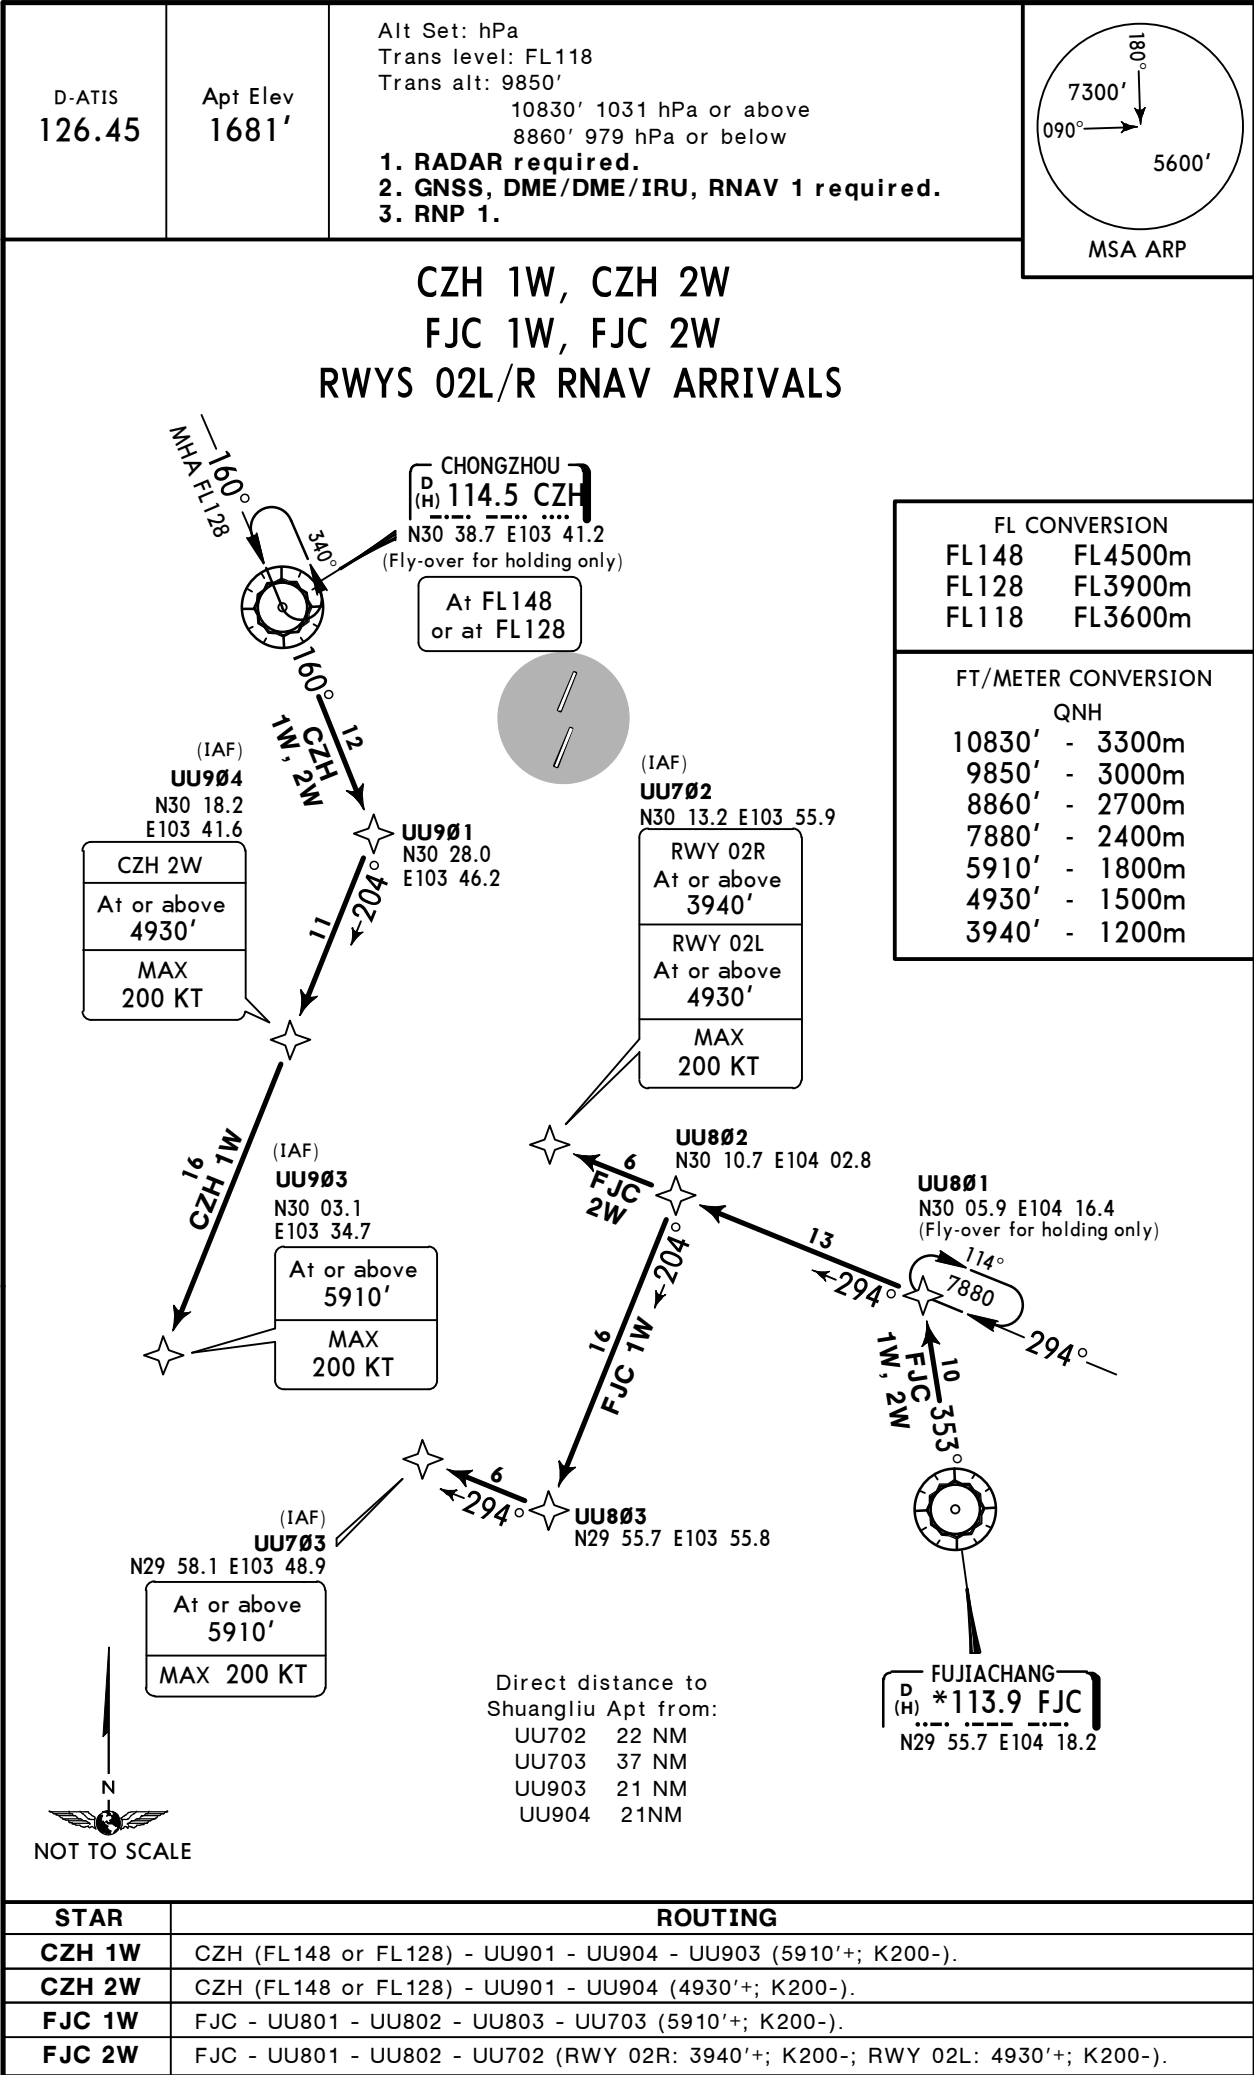 D-ATIS
126.45
Apt Elev
1681'
Alt Set: hPa
Trans level: FL118
Trans alt: 9850'
10830' 1031 hPa or above
8860' 979 hPa or below
1. RADAR required.
2. GNSS, DME/DME/IRU, RNAV 1 required.
3. RNP 1.
180°
7300'
090°
5600'
MSA ARP
CZH 1W, CZH 2W
FJC 1W, FJC 2W
RWYS 02L/R RNAV ARRIVALS
160°
MHA FL128
340°
CHONGZHOU
D
(H) 114.5 CZH
N30 38.7 E103 41.2
(Fly-over for holding only)
At FL148
or at FL128
FL CONVERSION
FL148 FL4500m
FL128 FL3900m
FL118 FL3600m
FT/METER CONVERSION
QNH
10830' - 3300m
9850' - 3000m
8860' - 2700m
7880' - 2400m
5910' - 1800m
4930' - 1500m
3940' - 1200m
160°
12
CZH
1W, 2W
(IAF)
UU9Ø4
N30 18.2
E103 41.6
CZH 2W
At or above
4930'
MAX
200 KT
UU9Ø1
N30 28.0
E103 46.2
204°
11
(IAF)
UU7Ø2
N30 13.2 E103 55.9
RWY 02R
At or above
3940'
RWY 02L
At or above
4930'
MAX
200 KT
16
CZH 1W
(IAF)
UU9Ø3
N30 03.1
E103 34.7
At or above
5910'
MAX
200 KT
6
FJC
2W
UU8Ø2
N30 10.7 E104 02.8
UU8Ø1
N30 05.9 E104 16.4
(Fly-over for holding only)
114°
7880
294°
13
294°
204°
16
FJC 1W
10
FJC
1W, 2W
353°
6
294°
UU8Ø3
N29 55.7 E103 55.8
(IAF)
UU7Ø3
N29 58.1 E103 48.9
At or above
5910'
MAX 200 KT
FUJIACHANG
D
(H) *113.9 FJC
N29 55.7 E104 18.2
Direct distance to
Shuangliu Apt from:
UU702 22 NM
UU703 37 NM
UU903 21 NM
UU904 21NM
N
NOT TO SCALE
STAR ROUTING
CZH 1W CZH (FL148 or FL128) - UU901 - UU904 - UU903 (5910'+; K200-).
CZH 2W CZH (FL148 or FL128) - UU901 - UU904 (4930'+; K200-).
FJC 1W FJC - UU801 - UU802 - UU803 - UU703 (5910'+; K200-).
FJC 2W FJC - UU801 - UU802 - UU702 (RWY 02R: 3940'+; K200-; RWY 02L: 4930'+; K200-).